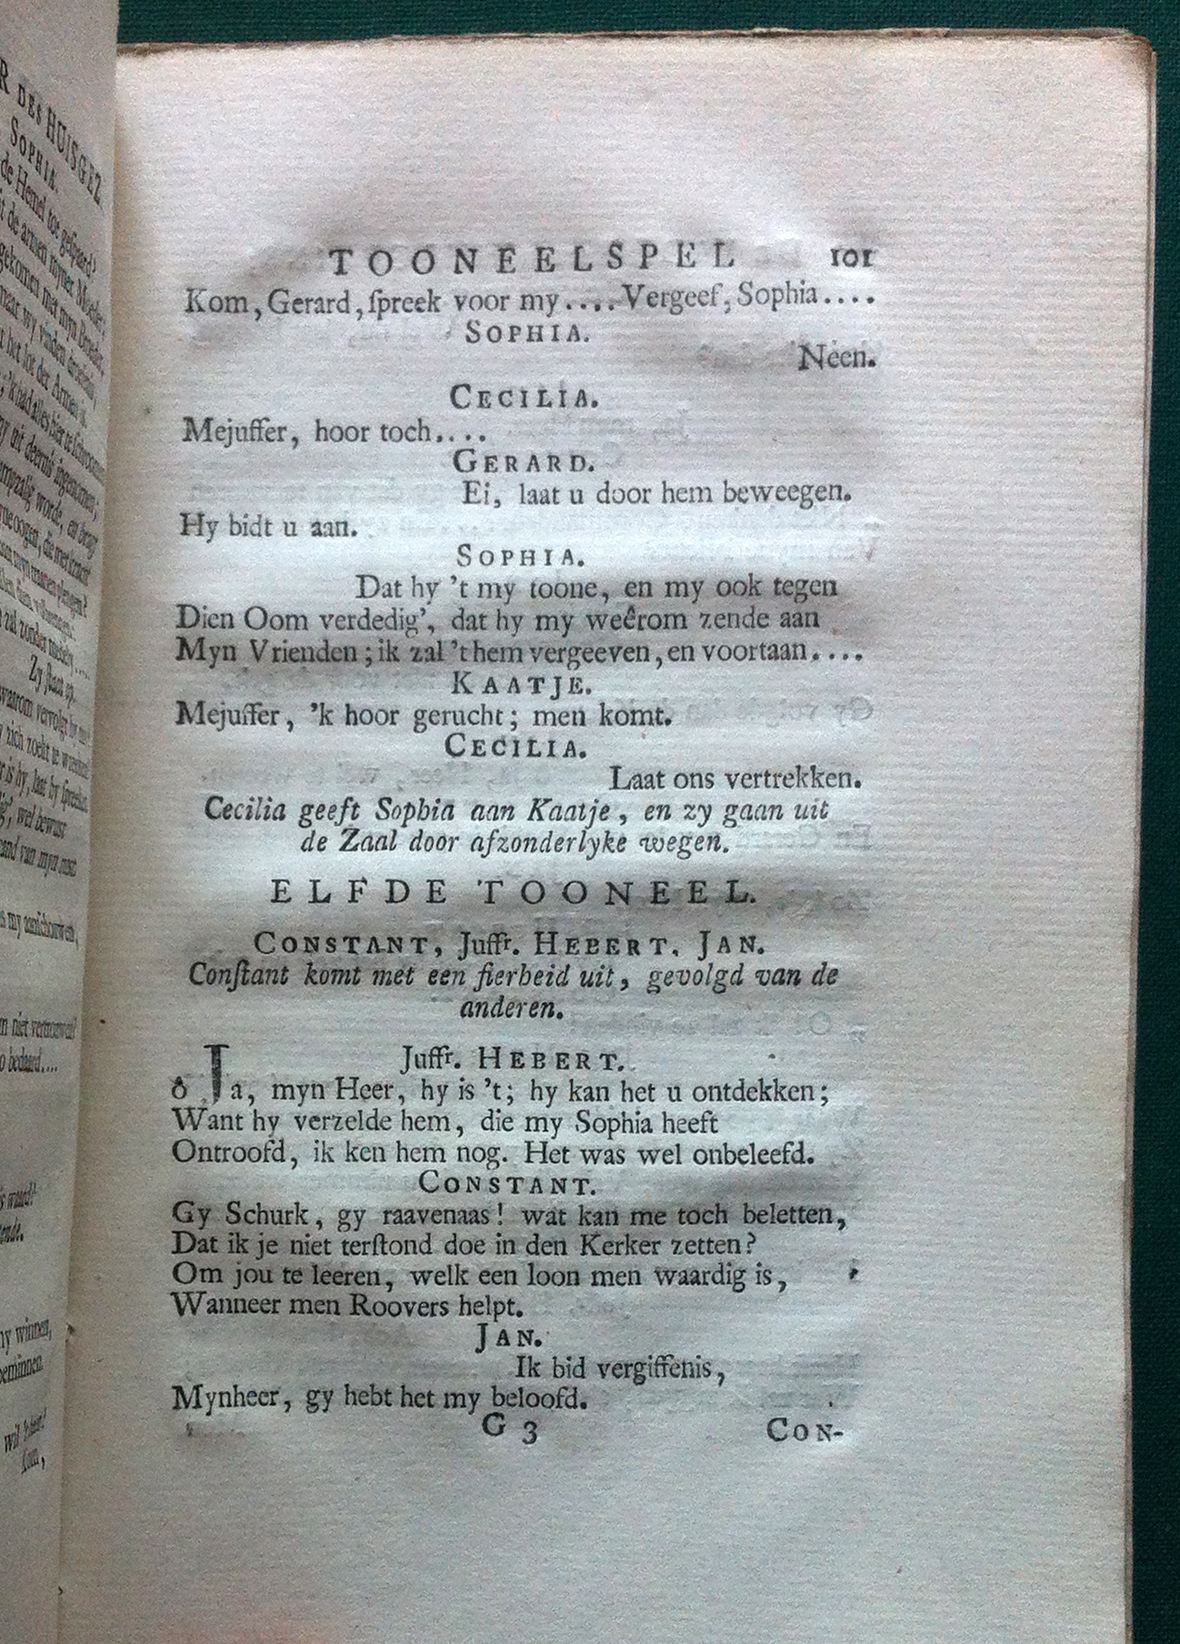 TOONEELSPEL 101
Kom, Gerard, ſpreek voor my.... Vergeef, Sophia....
SOPHIA.
Neen.
CECILIA.
Mejuffer, hoor toch....
GERARD.
Ei, laat u door hem beweegen.
Hy bidt u aan.
SOPHIA.
Dat hy 't my toone, en my ook tegen
Dien Oom verdedig', dat hy my weêrom zende aan
Myn Vrienden; ik zal 't hem vergeeven, en voortaan....
KAATJE.
Mejuffer, 'k hoor gerucht; men komt.
CECILIA.
Laat ons vertrekken.
Cecilia geeft Sophia aan Kaatje, en zy gaan uit
de Zaal door afzonderlyke wegen.
ELFDE TOONEEL.
CONSTANT, Juffr. HEBERT, JAN.
Conſtant komt met een fierheid uit, gevolgd van de
anderen.
Juffr. HEBERT.
ô Ja, myn Heer, hy is 't; hy kan het u ontdekken;
Want hy verzelde hem, die my Sophia heeft
Ontroofd, ik ken hem nog. Het was wel onbeleefd.
CONSTANT.
Gy Schurk, gy raavenaas! wat kan me toch beletten,
Dat ik je niet terſtond doe in den Kerker zetten?
Om jou te leeren, welk een loon men waardig is,
Wanneer men Roovers helpt.
JAN.
Ik bid vergiffenis,
Mynheer, gy hebt het my beloofd.
G 3 CON-